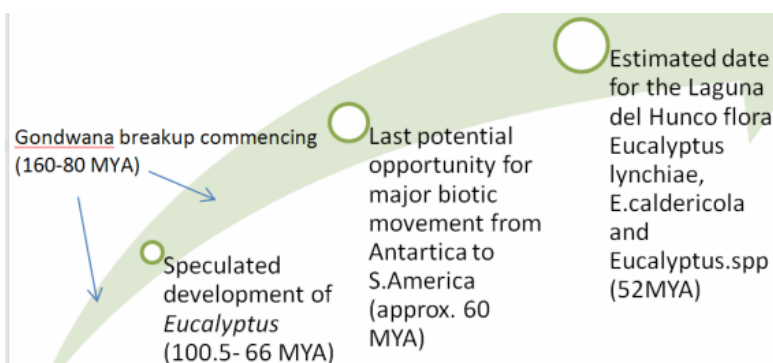 Gondwana breakup commencing
(160-80 MYA)
Speculated
development of
Eucalyptus
(100.5- 66 MYA)
Last potential
opportunity for
major biotic
movement from
Antartica to
S.America
(approx. 60
MYA)
Estimated date
for the Laguna
del Hunco flora
Eucalyptus
lynchiae,
E.caldericola
and
Eucalyptus.spp
(52MYA)